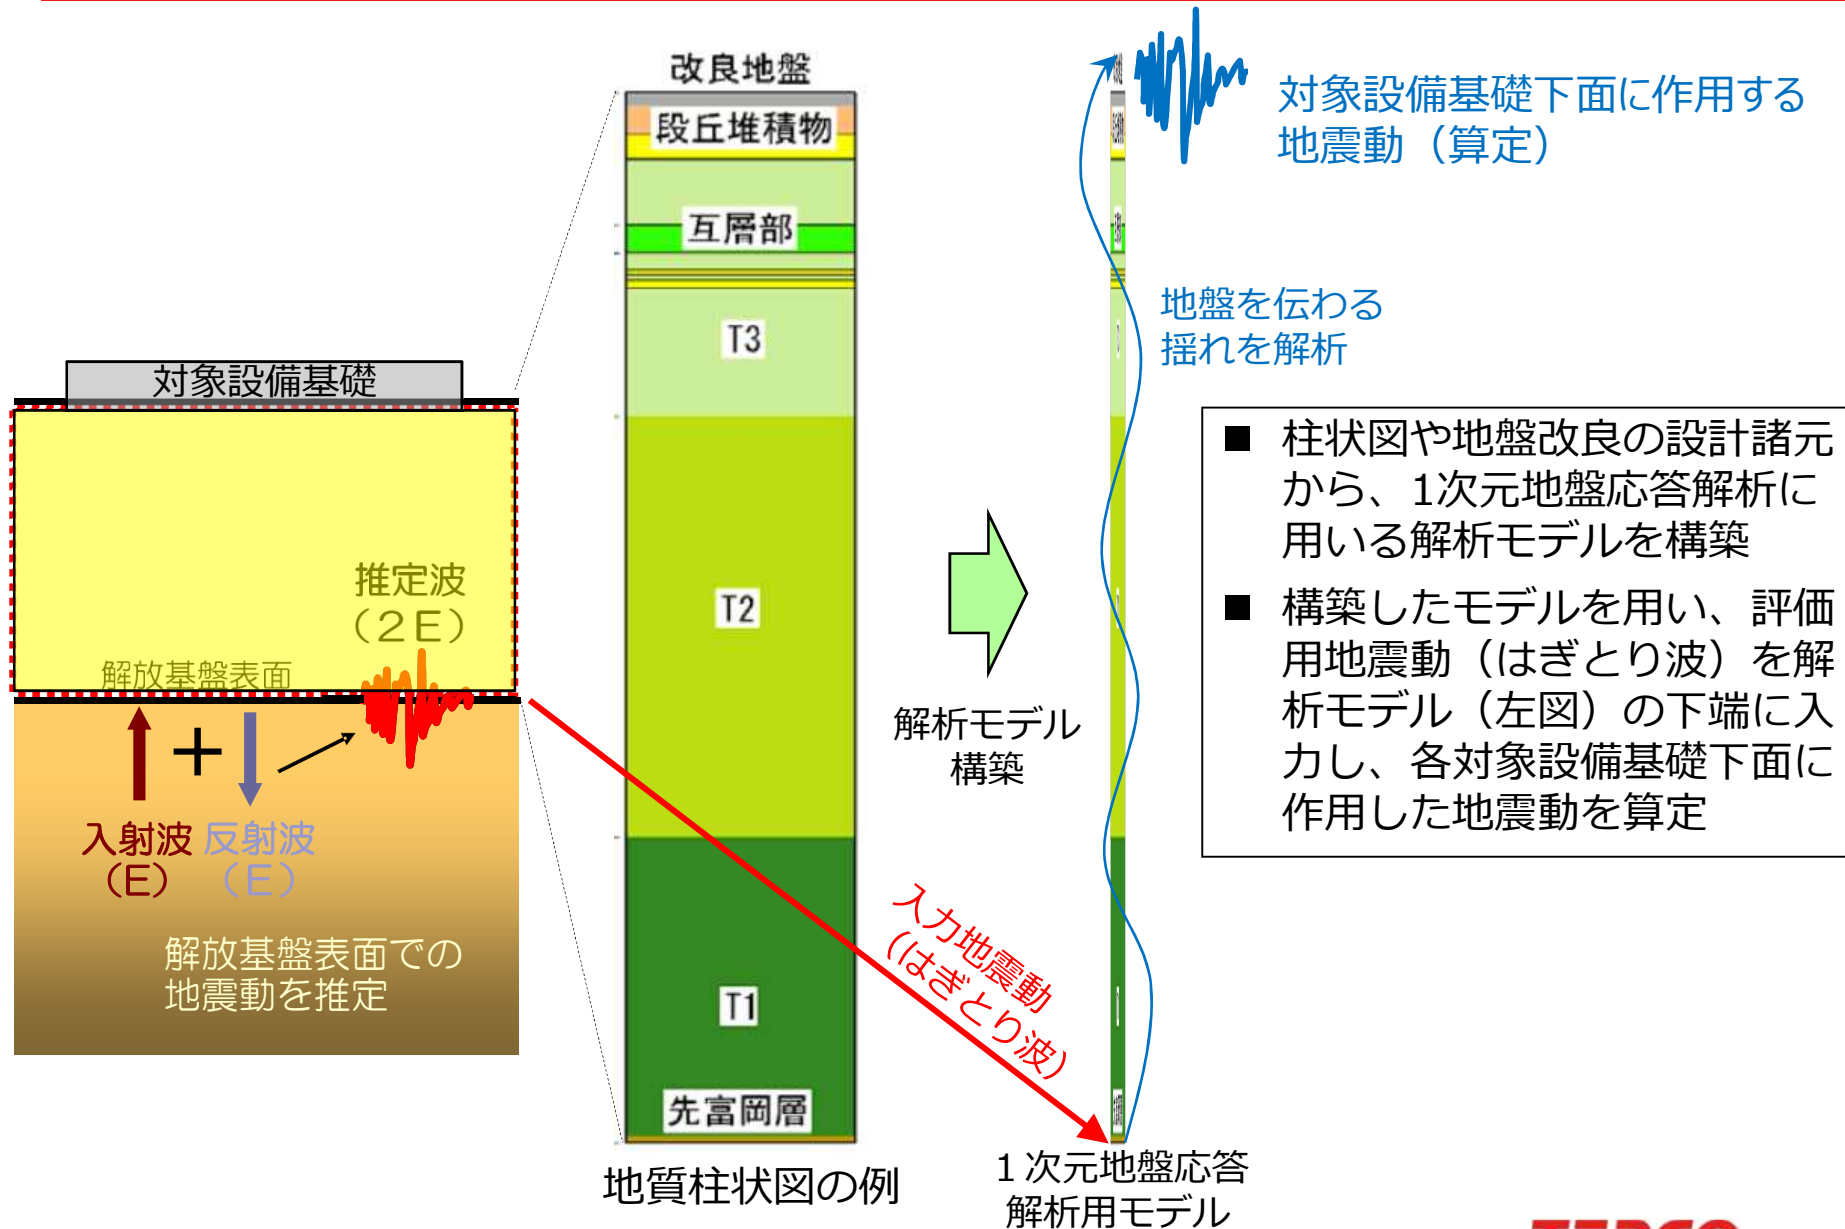 改良地盤
段丘堆積物
互層部
T3
T2
T1
先富岡層
地質柱状図の例
対象設備基礎
推定波
（2E）
解放基盤表面
＋
入射波
（E）
反射波
（E）
解放基盤表面での
地震動を推定
解析モデル
構築
入力地震動
（はぎとり波）
対象設備基礎下面に作用する
地震動（算定）
地盤を伝わる
揺れを解析
1次元地盤応答
解析用モデル
■ 柱状図や地盤改良の設計諸元
から、1次元地盤応答解析に
用いる解析モデルを構築
■ 構築したモデルを用い、評価
用地震動（はぎとり波）を解
析モデル（左図）の下端に入
力し、各対象設備基礎下面に
作用した地震動を算定